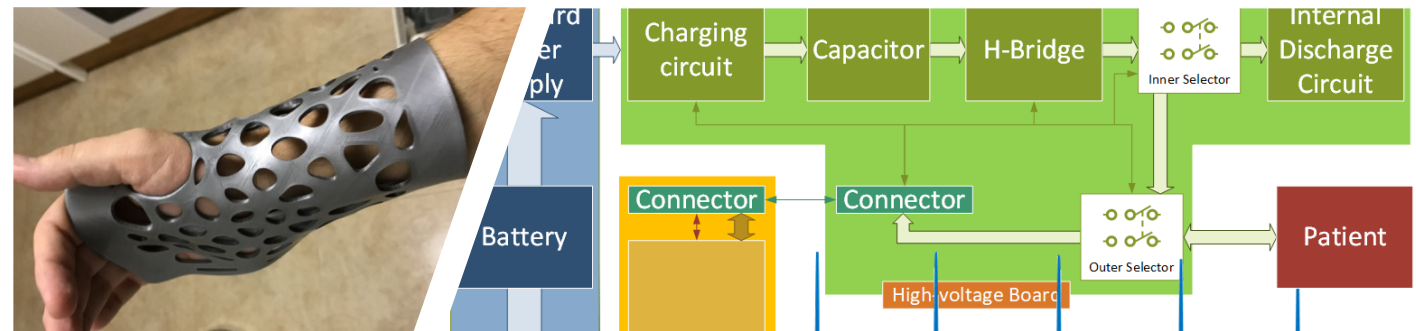 Charging
circuit
Capacitor
H-Bridge
Inner Selector
Internal
Discharge
Circuit
Battery
Connector
Connector
Outer Selector
Patient
High-voltage Board